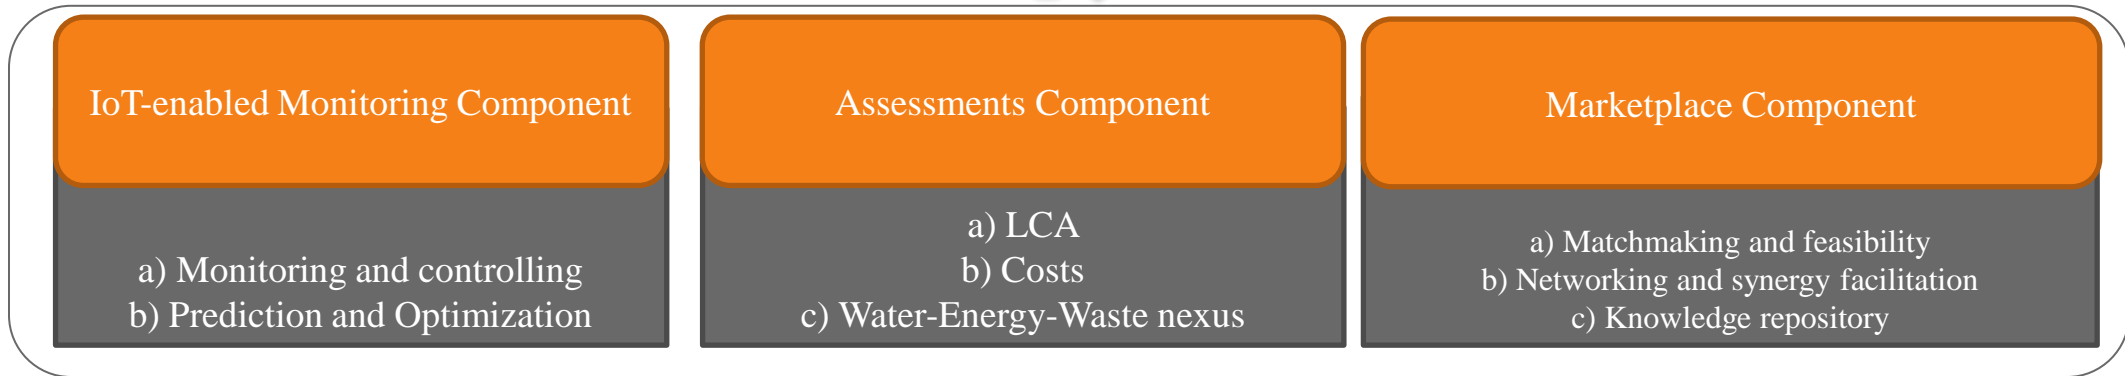 IoT-enabled Monitoring Component
a) Monitoring and controlling
b) Prediction and Optimization
Assessments Component
a) LCA
b) Costs
c) Water-Energy-Waste nexus
Marketplace Component
a) Matchmaking and feasibility
b) Networking and synergy facilitation
c) Knowledge repository